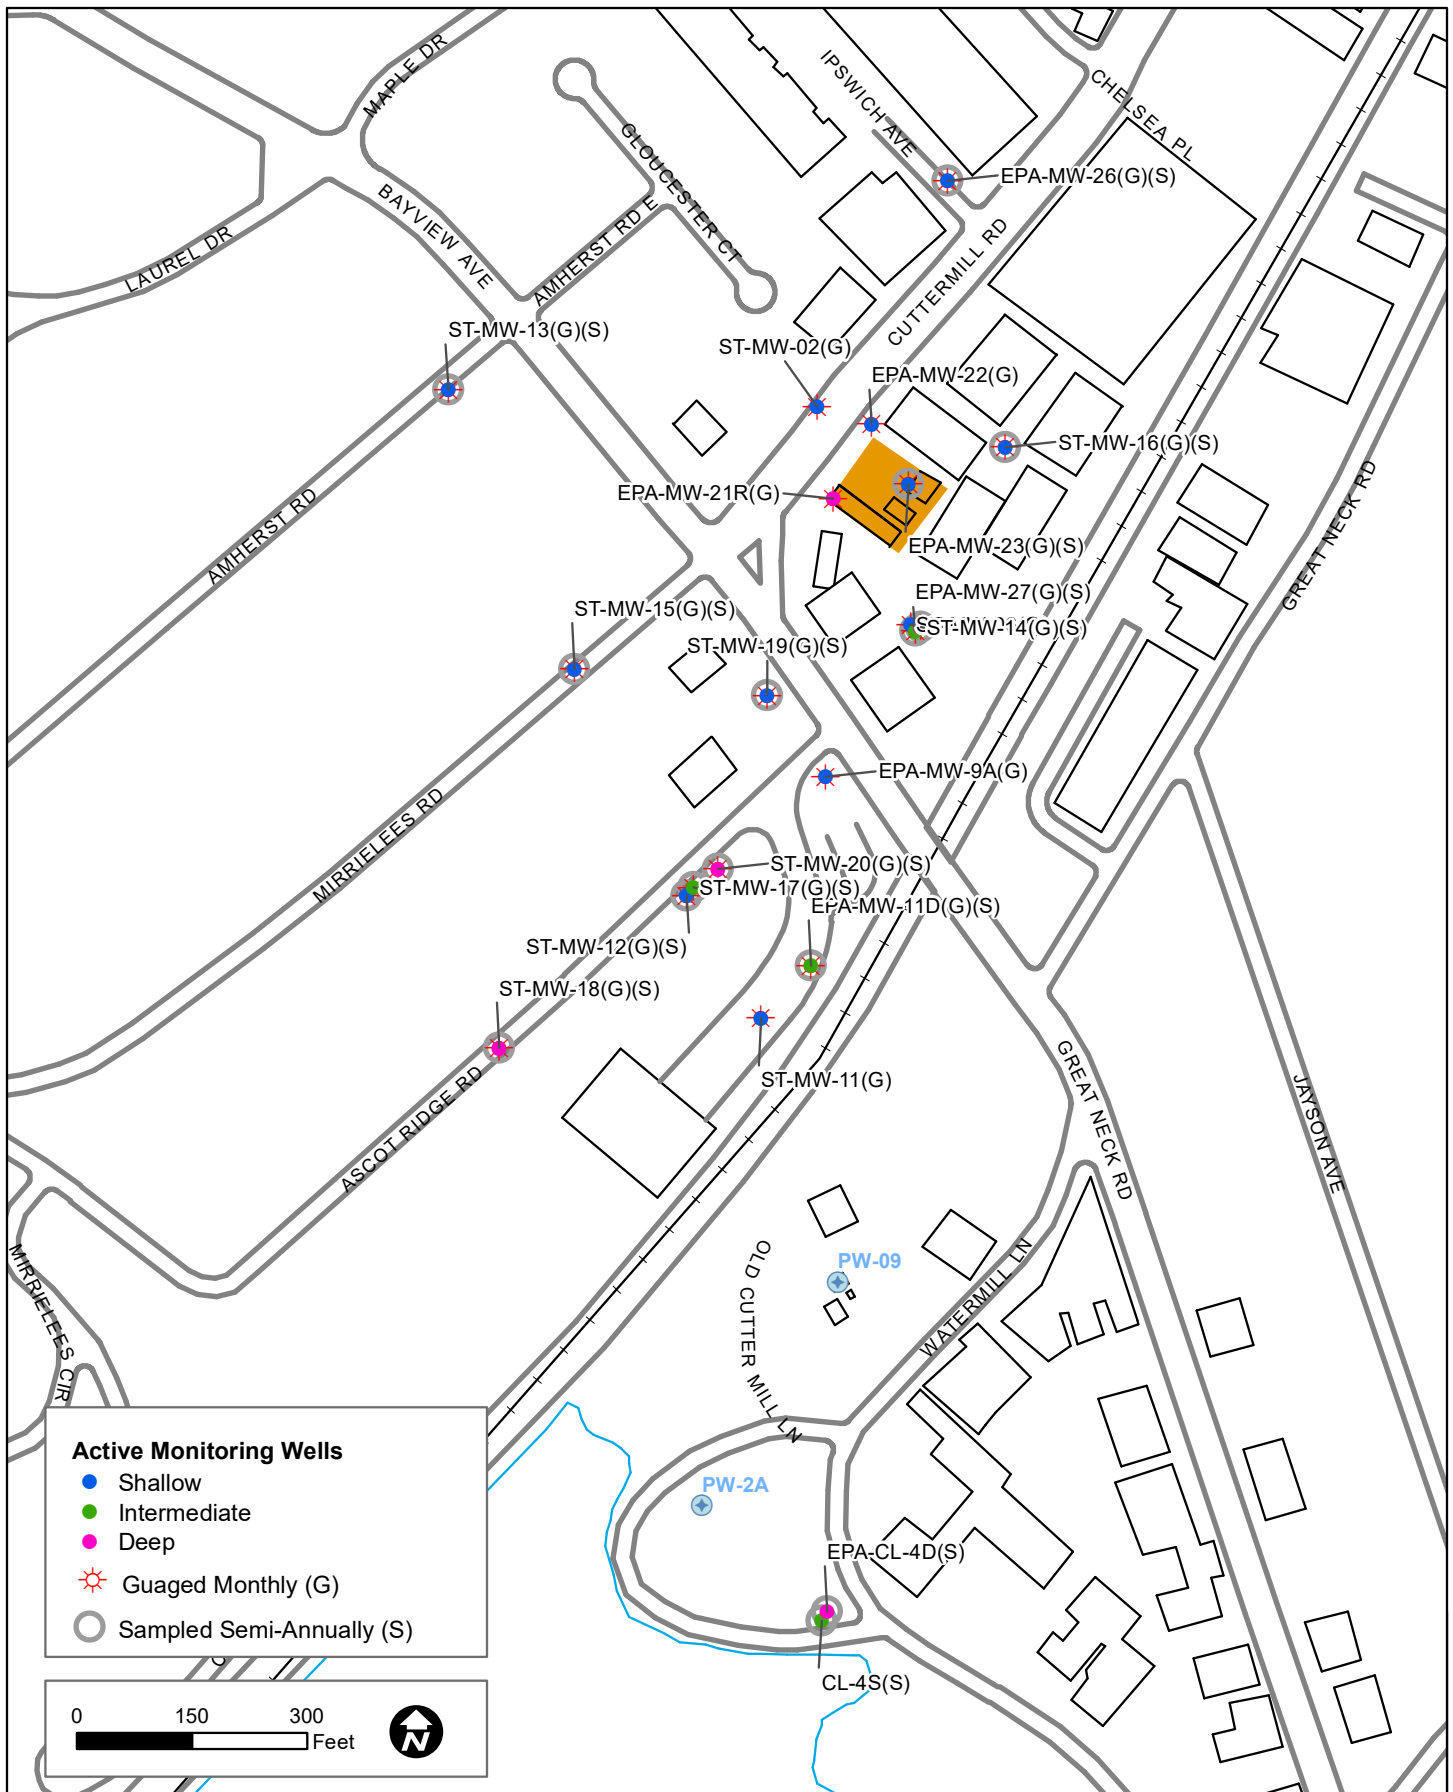 MAPLE DR
IPSWICH AVE
CHELSEA PL
GLOUCESTER CT
EPA-MW-26(G)(S)
BAYVIEW AVE
LAUREL DR
AMHERST RD E
CUTTERMILL RD
ST-MW-13(G)(S)
ST-MW-02(G)
EPA-MW-22(G)
ST-MW-16(G)(S)
EPA-MW-21R(G)
GREAT NECK RD
AMHERST RD
EPA-MW-23(G)(S)
EPA-MW-27(G)(S)
ST-MW-15(G)(S)
ST-MW-14(G)(S)
ST-MW-19(G)(S)
EPA-MW-9A(G)
MIRRIELEES RD
ST-MW-20(G)(S)
ST-MW-17(G)(S)
EPA-MW-11D(G)(S)
ST-MW-12(G)(S)
ST-MW-18(G)(S)
ST-MW-11(G)
GREAT NECK RD
JAYSON AVE
ASCOT RIDGE RD
OLD CUTTER MILL LN
PW-09
WATERMILL LN
MIRRIELEES CIR
PW-2A
EPA-CL-4D(S)
CL-4S(S)
Active Monitoring Wells
Shallow
Intermediate
Deep
Guaged Monthly (G)
Sampled Semi-Annually (S)
0 150 300
Feet
N